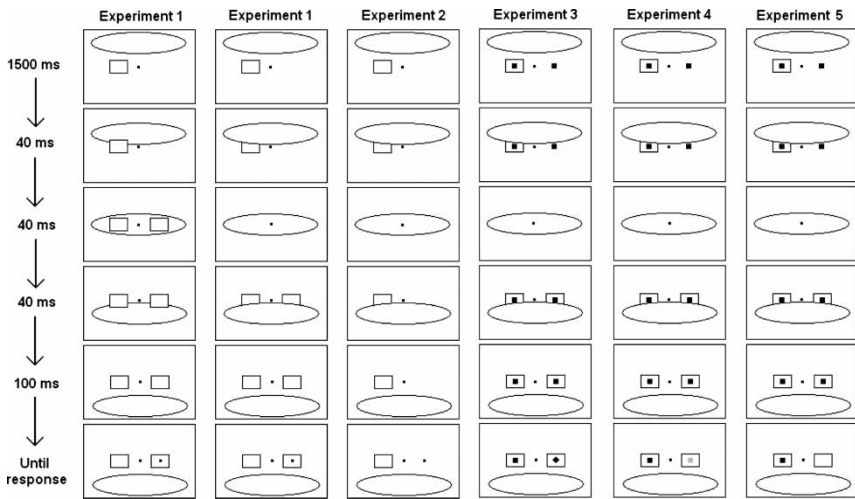 Experiment 1 Experiment 1 Experiment 2 Experiment 3 Experiment 4 Experiment 5
1500 ms
40 ms
40 ms
40 ms
100 ms
Until
response